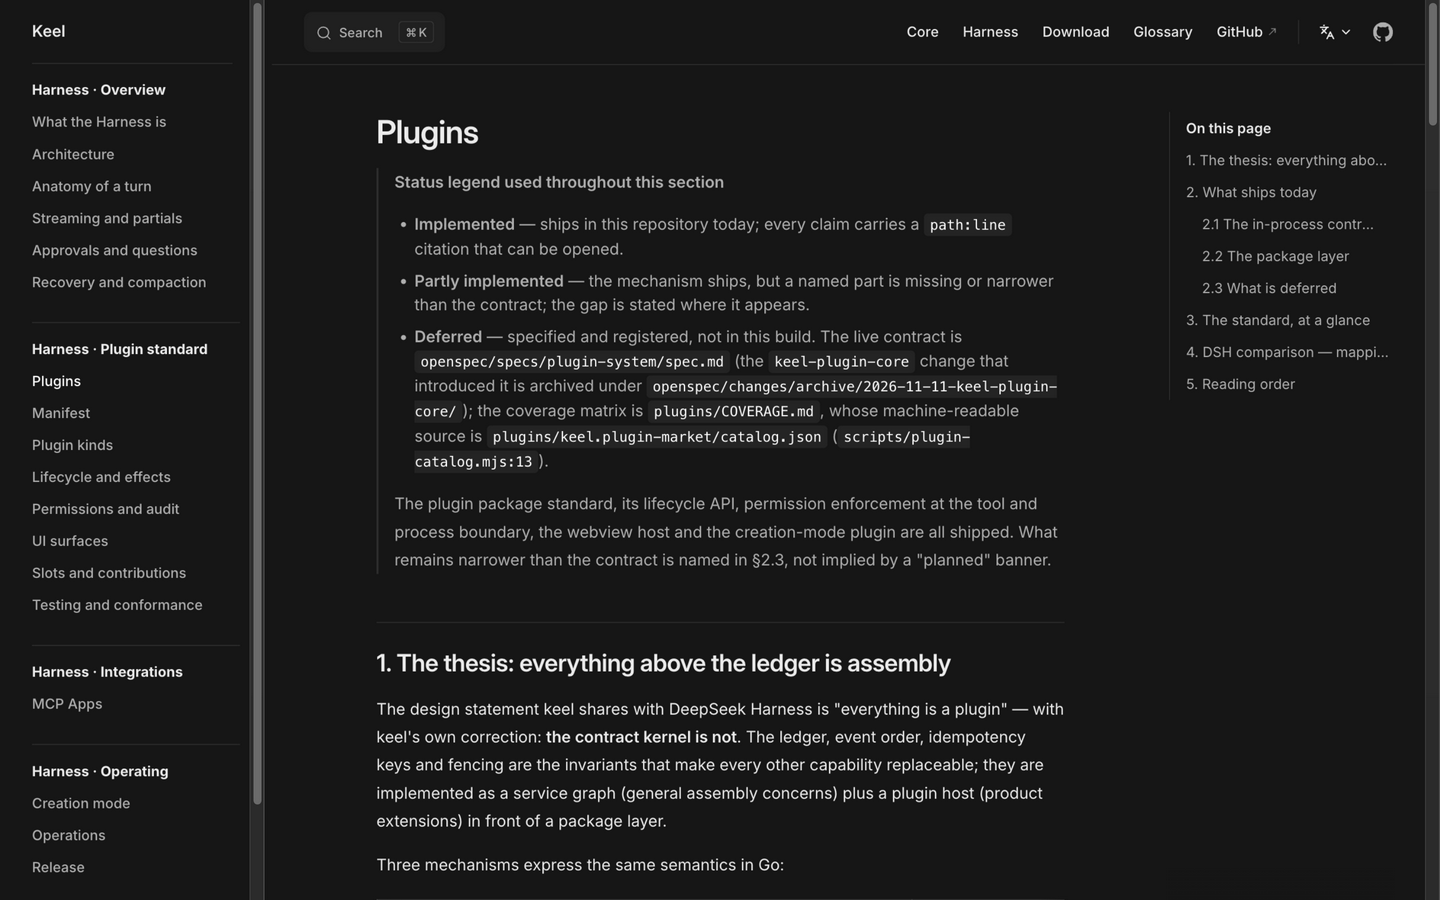 Keel
Search
⌘ K
Core
Harness
Download
Glossary
GitHub ↗
Harness · Overview
What the Harness is
Architecture
Anatomy of a turn
Streaming and partials
Approvals and questions
Recovery and compaction
Harness · Plugin standard
Plugins
Manifest
Plugin kinds
Lifecycle and effects
Permissions and audit
UI surfaces
Slots and contributions
Testing and conformance
Harness · Integrations
MCP Apps
Harness · Operating
Creation mode
Operations
Release
Plugins
Status legend used throughout this section
• Implemented — ships in this repository today; every claim carries a path:line
citation that can be opened.
• Partly implemented — the mechanism ships, but a named part is missing or narrower
than the contract; the gap is stated where it appears.
• Deferred — specified and registered, not in this build. The live contract is
openspec/specs/plugin-system/spec.md (the keel-plugin-core change that
introduced it is archived under openspec/changes/archive/2026-11-11-keel-plugin-
core/ ); the coverage matrix is plugins/COVERAGE.md , whose machine-readable
source is plugins/keel.plugin-market/catalog.json ( scripts/plugin-
catalog.mjs:13 ).
The plugin package standard, its lifecycle API, permission enforcement at the tool and
process boundary, the webview host and the creation-mode plugin are all shipped. What
remains narrower than the contract is named in §2.3, not implied by a "planned" banner.
1. The thesis: everything above the ledger is assembly
The design statement keel shares with DeepSeek Harness is "everything is a plugin" — with
keel's own correction: the contract kernel is not. The ledger, event order, idempotency
keys and fencing are the invariants that make every other capability replaceable; they are
implemented as a service graph (general assembly concerns) plus a plugin host (product
extensions) in front of a package layer.
Three mechanisms express the same semantics in Go:
On this page
1. The thesis: everything abo...
2. What ships today
2.1 The in-process contr...
2.2 The package layer
2.3 What is deferred
3. The standard, at a glance
4. DSH comparison — mappi...
5. Reading order